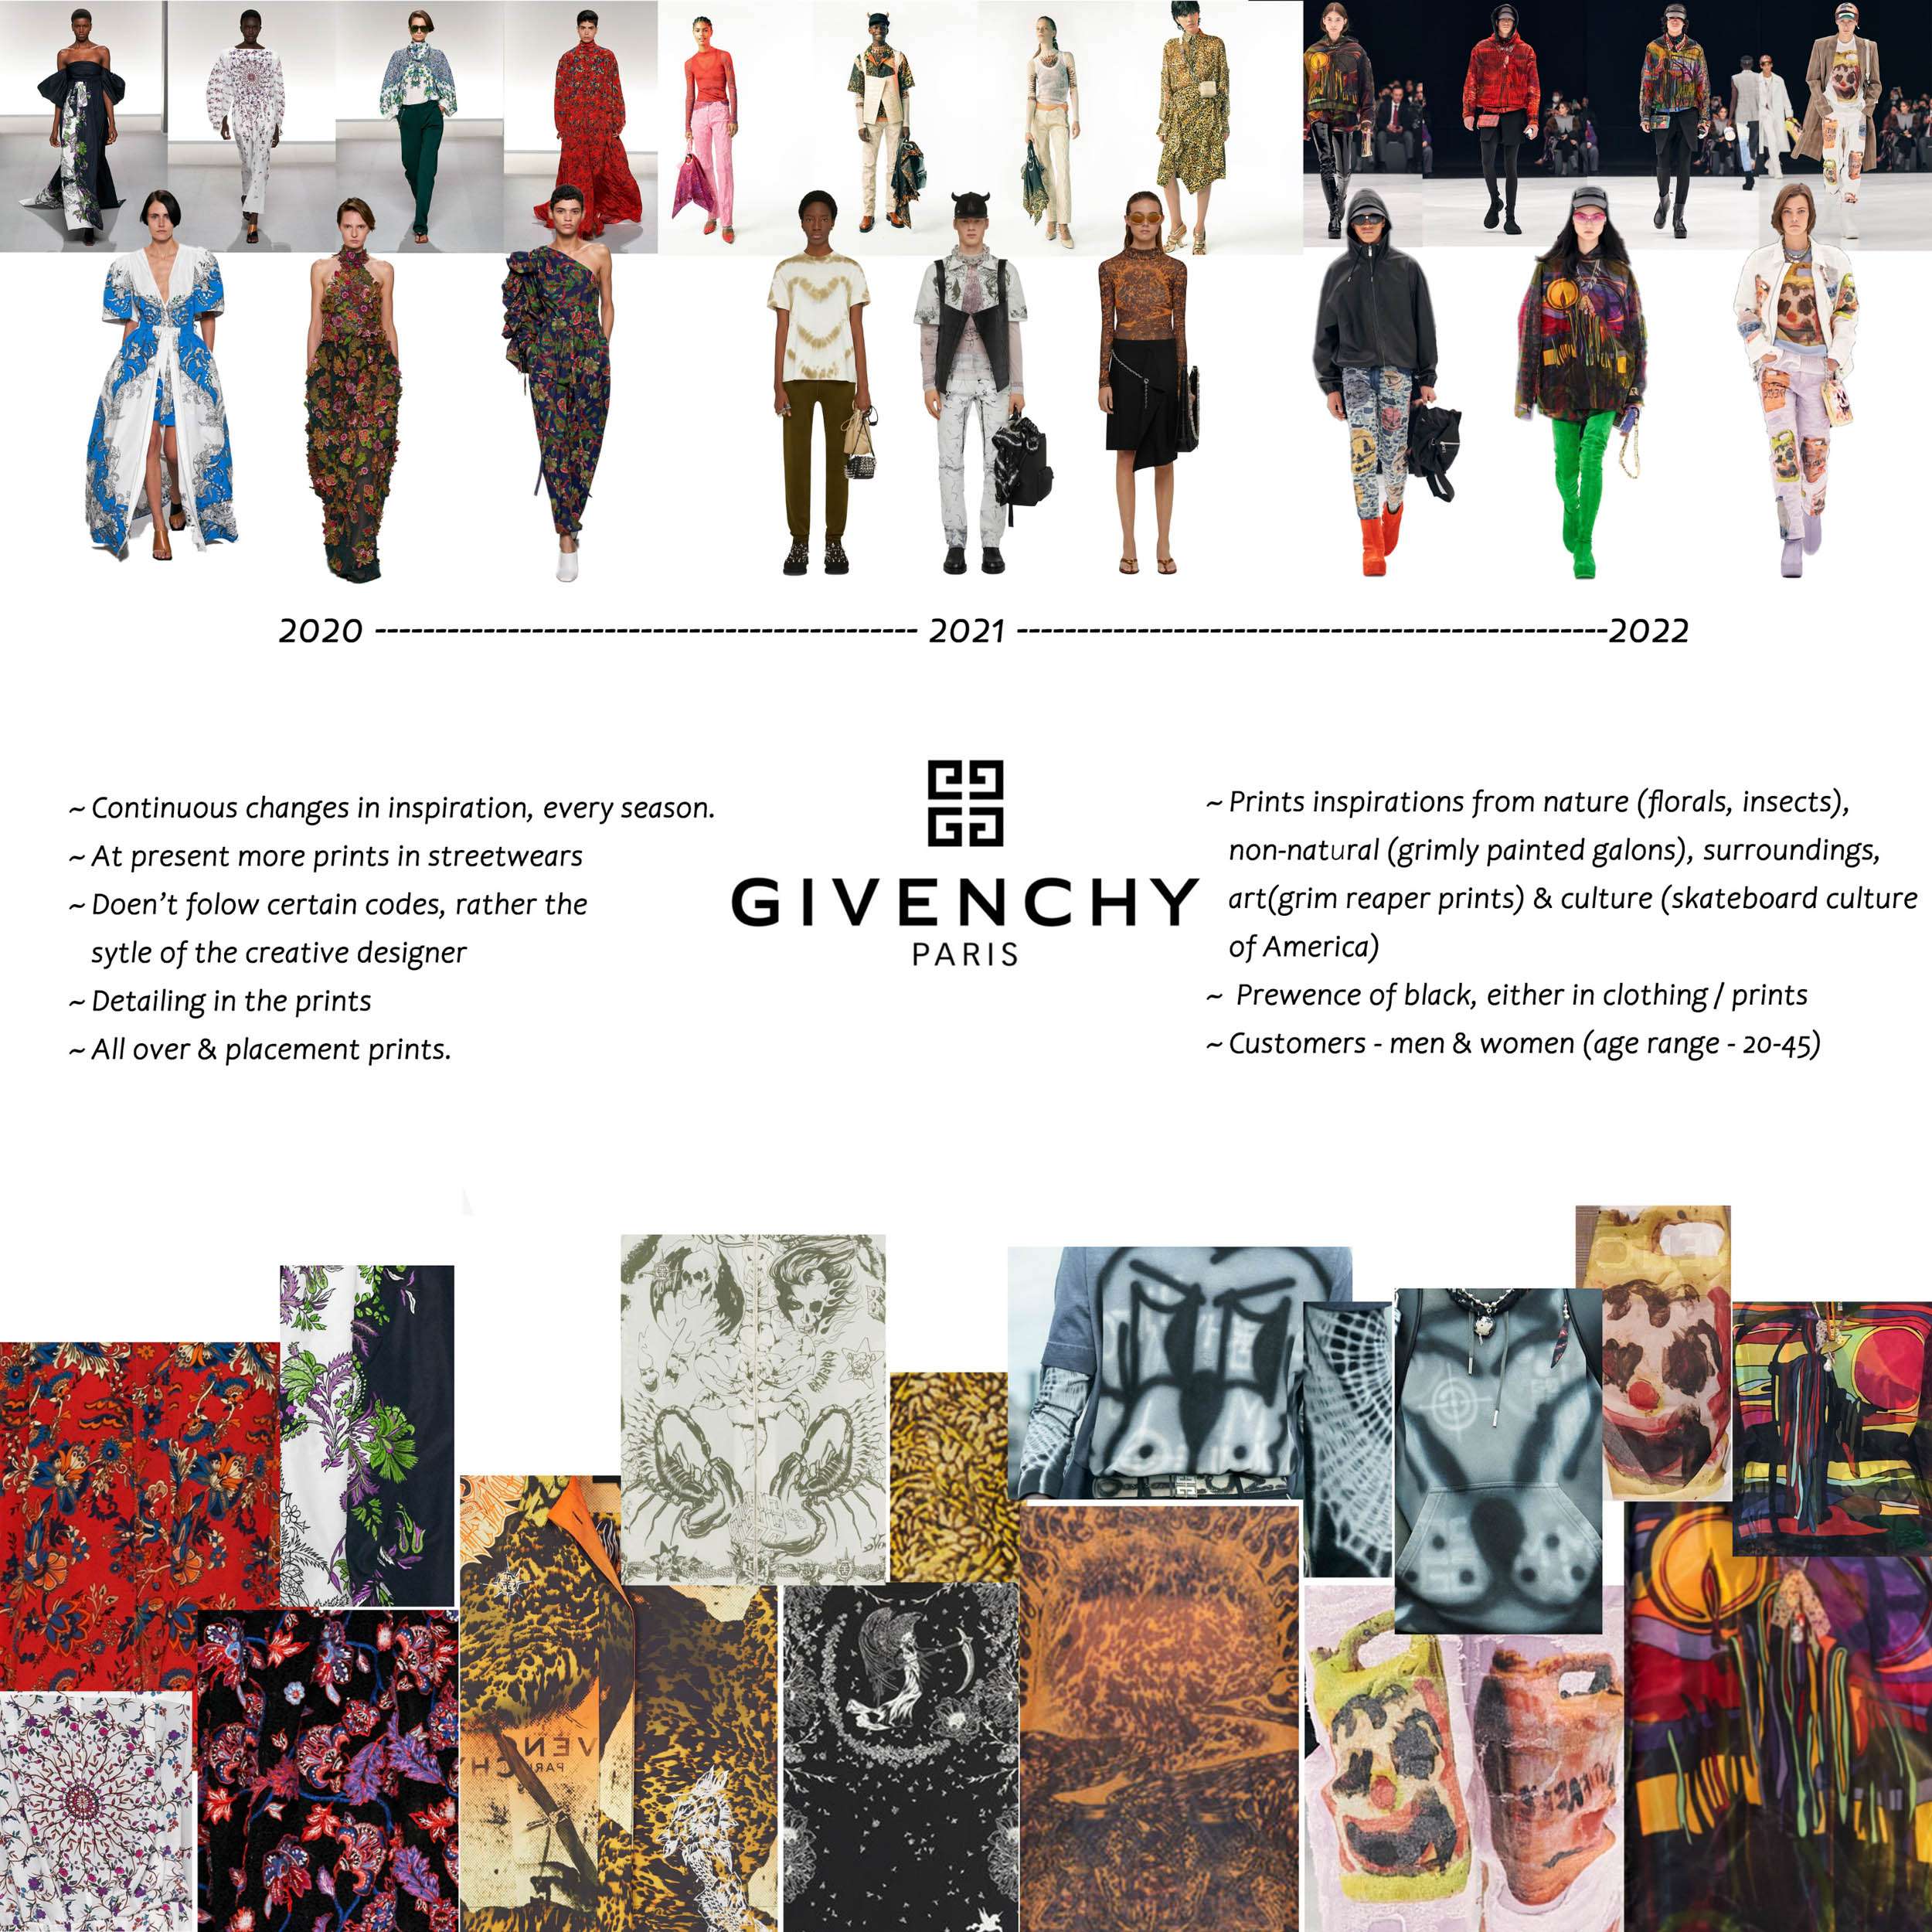 2020 --------------------------------------------- 2021 -------------------------------------------------2022
~ Continuous changes in inspiration, every season.
~ At present more prints in streetwears
~ Doen't folow certain codes, rather the
sytle of the creative designer
~ Detailing in the prints
~ All over & placement prints.
GIVENCHY
PARIS
~ Prints inspirations from nature (florals, insects),
non-natural (grimly painted galons), surroundings,
art(grim reaper prints) & culture (skateboard culture
of America)
~ Prewence of black, either in clothing / prints
~ Customers - men & women (age range - 20-45)